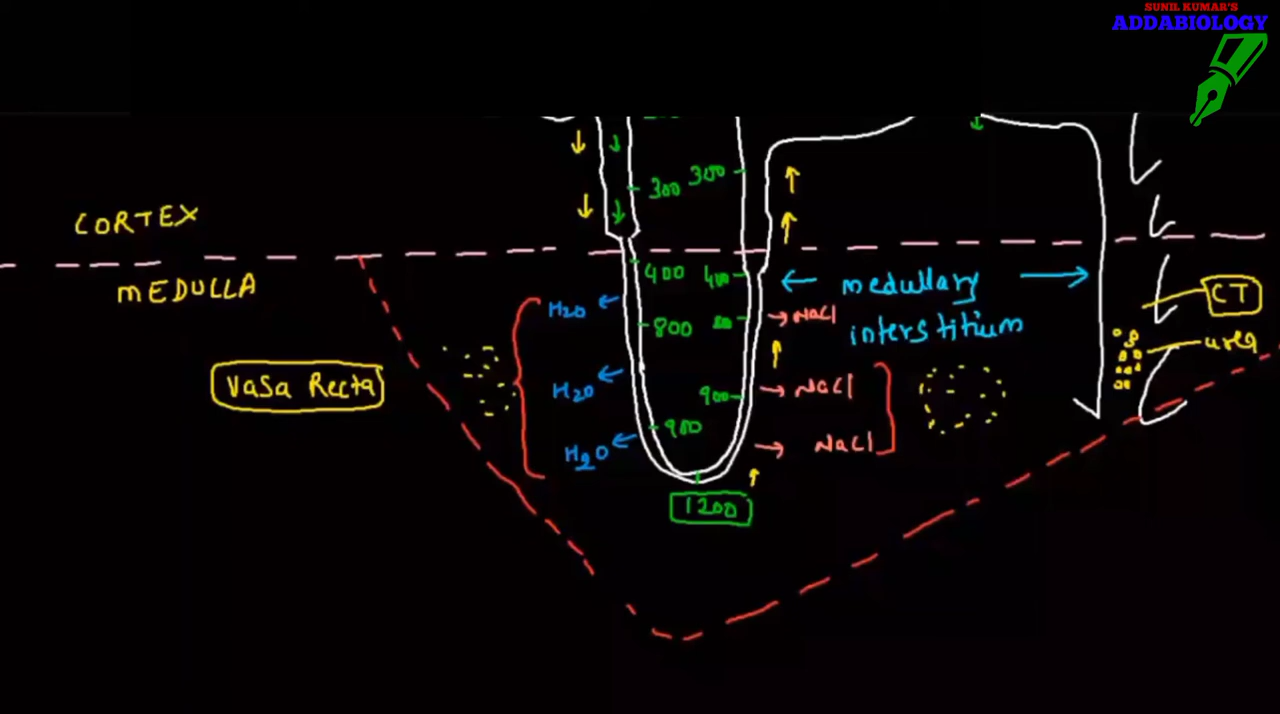 SUNIL KUMAR'S
ADDABIOLOGY
300 300
CORTEX
MEDULLA
400 400
medullary
interstitium
CT
H2O
800
NaCl
urea
Vasa Recta
H2O
900
NaCl
900
H2O
NaCl
1200